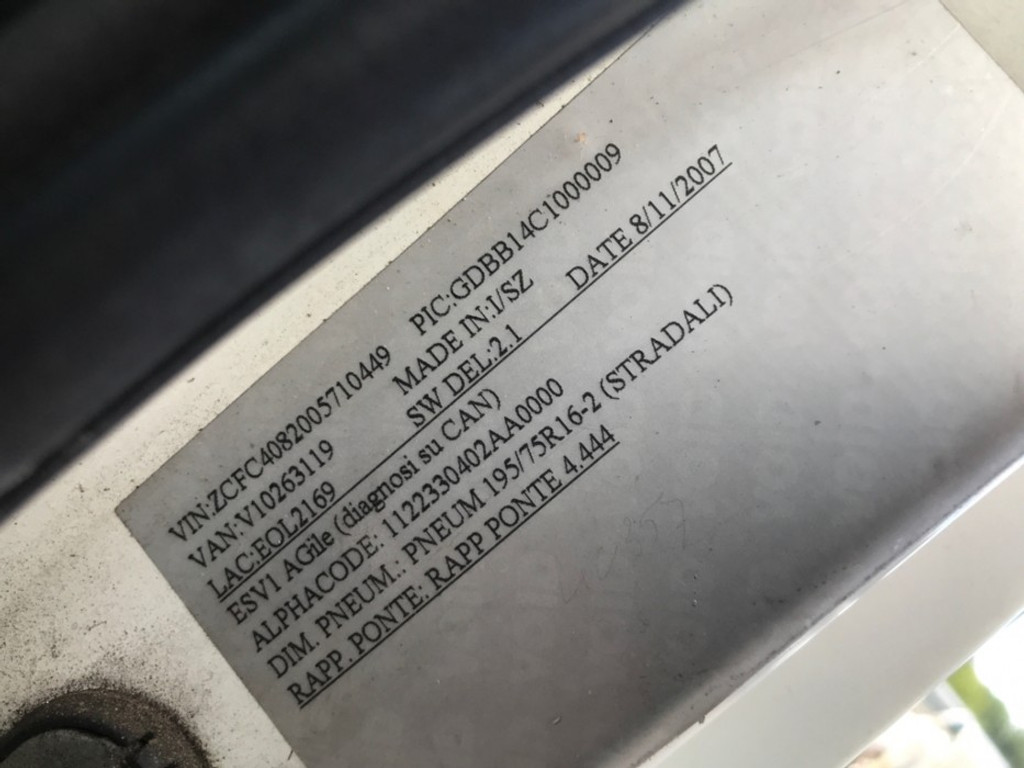 VIN:ZCFC4082005710449 PIC:GDBB14C1000009
VAN:V10263119 MADE IN:I/SZ
LAC:EOL2169 SW DEL.:2.1 DATE 8/11/2007
ESV1 AGile (diagnosi su CAN)
ALPHACODE: 1122330402AA0000
DIM. PNEUM.: PNEUM 195/75R16-2 (STRADALI)
RAPP. PONTE: RAPP PONTE 4.444